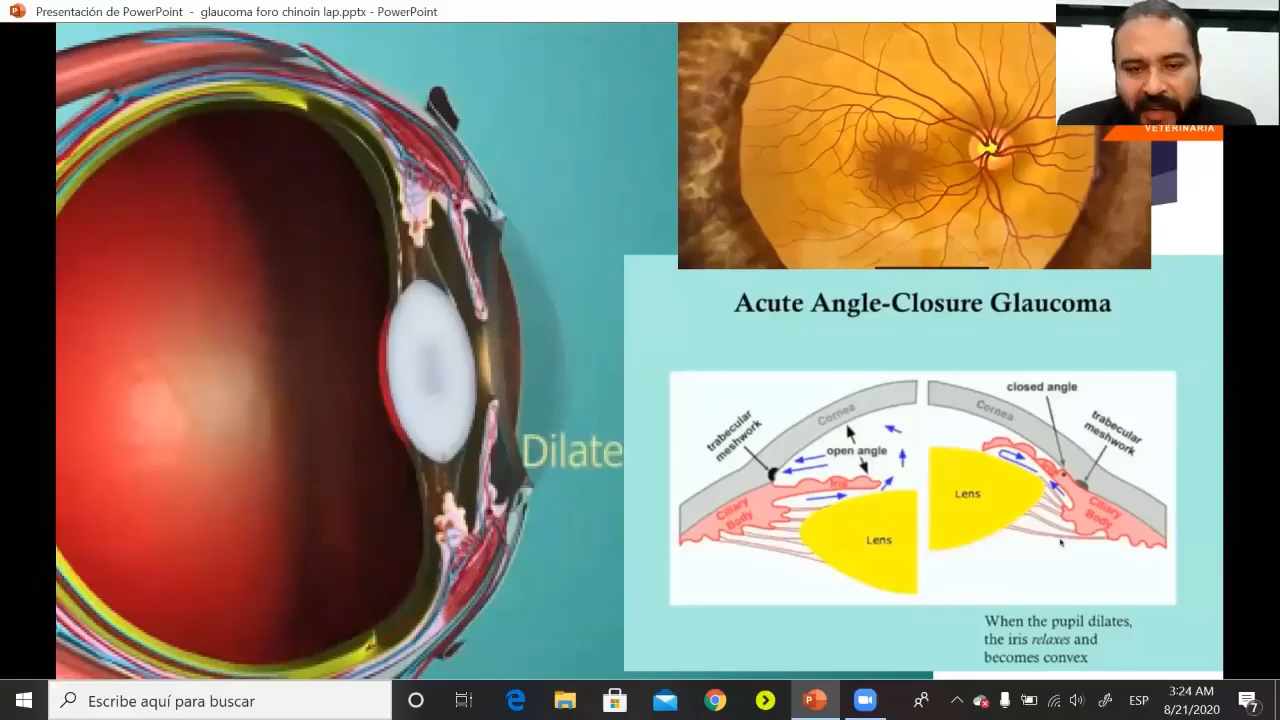 Presentación de PowerPoint - glaucoma foro chinoin lap.pptx - PowerPoint
VETERINARIA
Acute Angle-Closure Glaucoma
closed angle
trabecular
meshwork
Cornea
open angle
Iris
Ciliary
Body
Lens
Cornea
trabecular
meshwork
Lens
Ciliary
Body
Dilate
When the pupil dilates,
the iris relaxes and
becomes convex
Escribe aquí para buscar
ESP
3:24 AM
8/21/2020
7